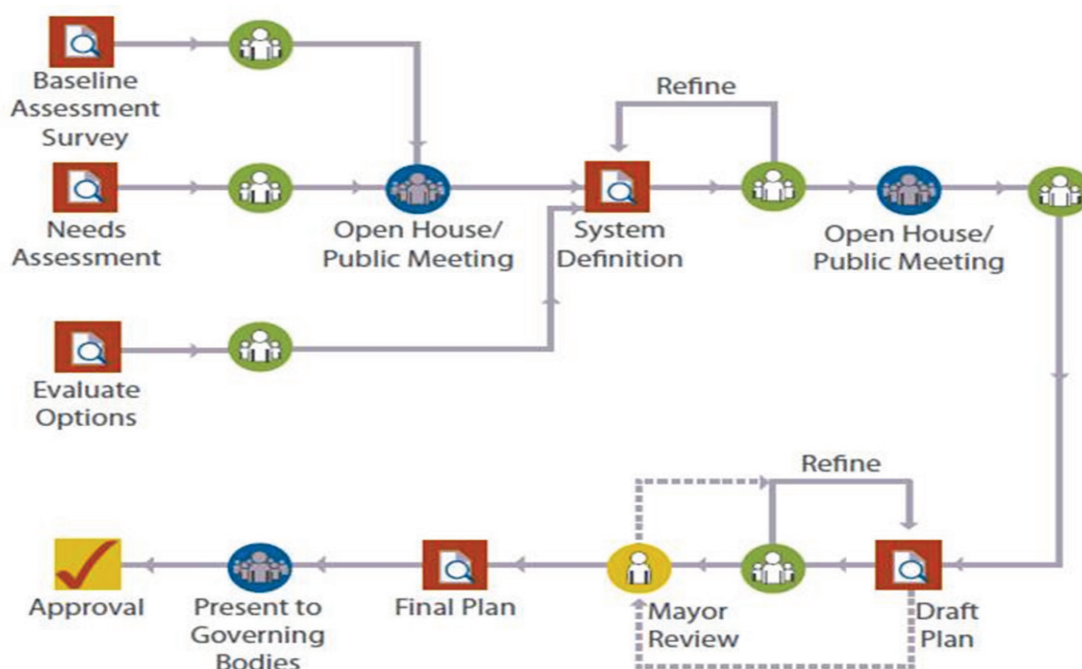 Baseline
Assessment
Survey
Refine
Needs
Assessment
Open House/
Public Meeting
System
Definition
Open House/
Public Meeting
Evaluate
Options
Refine
Approval
Present to
Governing
Bodies
Final Plan
Mayor
Review
Draft
Plan